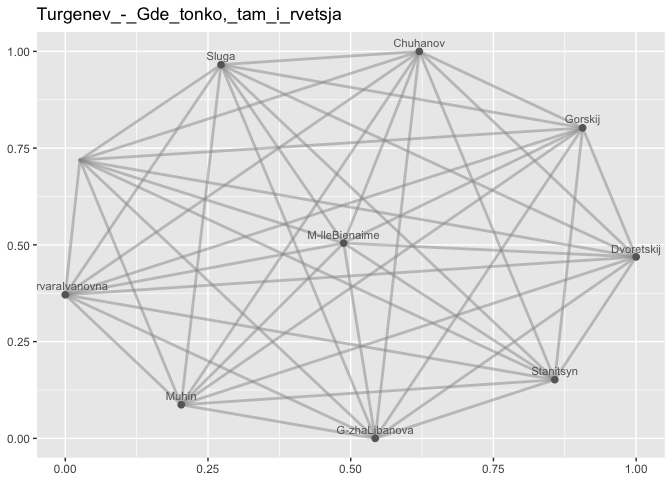 Turgenev_-_Gde_tonko,_tam_i_rvetsja
1.00
Chuhanov
Sluga
Gorskij
0.75
M-lleBienaime
0.50
Dvoretskij
rvaraIvanovna
0.25
Stanitsyn
Muhin
G-zhaLibanova
0.00
0.00 0.25 0.50 0.75 1.00